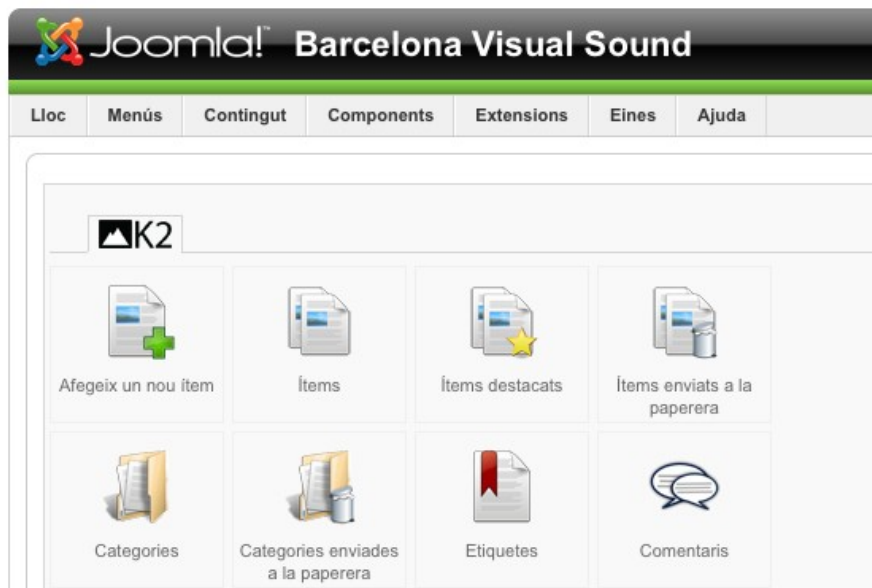 Joomla!™ Barcelona Visual Sound
Lloc Menús Contingut Components Extensions Eines Ajuda
K2
Afegeix un nou ítem Ítems Ítems destacats Ítems enviats a la
paperera
Categories Categories enviades Etiquetes Comentaris
a la paperera